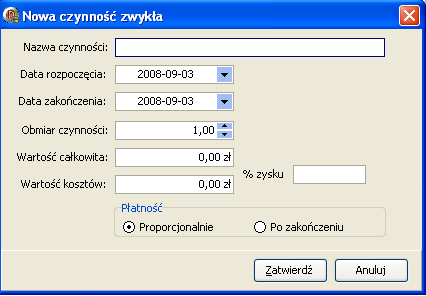 Nowa czynność zwykła
Nazwa czynności:
Data rozpoczęcia: 2008-09-03
Data zakończenia: 2008-09-03
Obmiar czynności: 1,00
Wartość całkowita: 0,00 zł
% zysku
Wartość kosztów: 0,00 zł
Płatność
Proporcjonalnie Po zakończeniu
Zatwierdź Anuluj